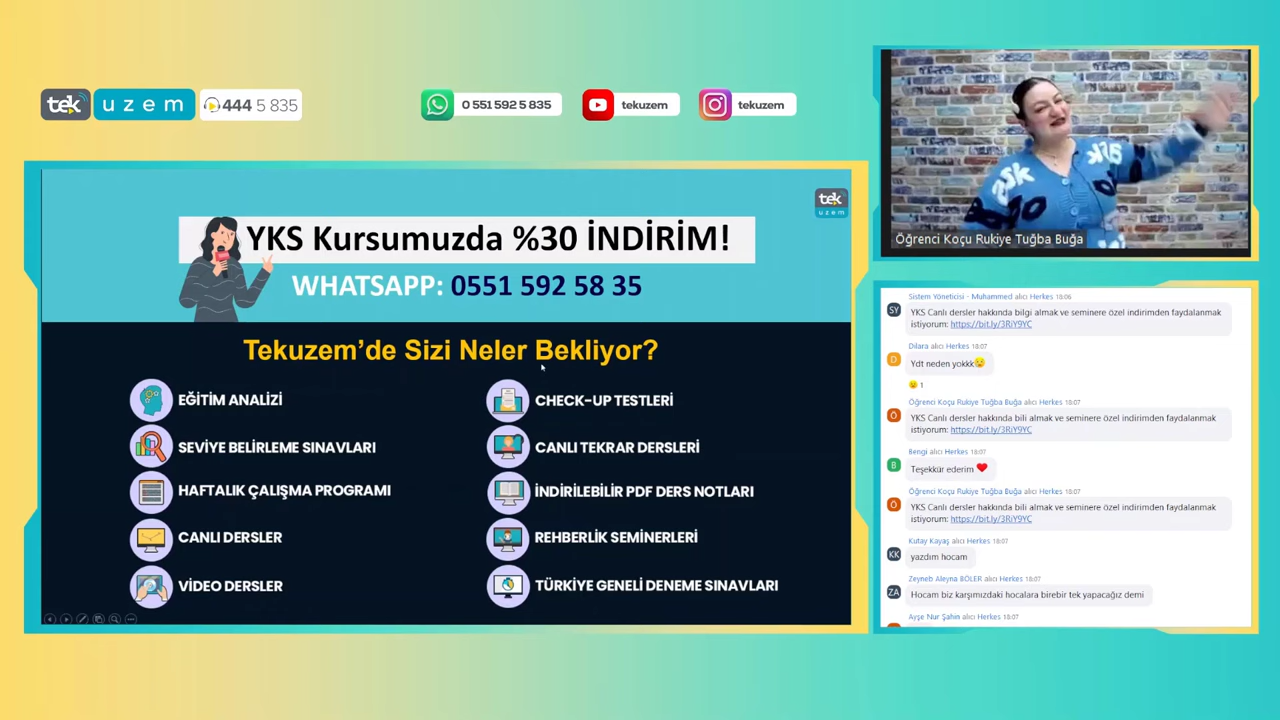 tek uzem 444 5 835
0 551 592 5 835
tekuzem
tekuzem
tek
uzem
YKS Kursumuzda %30 İNDİRİM!
WHATSAPP: 0551 592 58 35
Tekuzem’de Sizi Neler Bekliyor?
EĞİTİM ANALİZİ
SEVİYE BELİRLEME SINAVLARI
HAFTALIK ÇALIŞMA PROGRAMI
CANLI DERSLER
VİDEO DERSLER
CHECK-UP TESTLERİ
CANLI TEKRAR DERSLERİ
İNDİRİLEBİLİR PDF DERS NOTLARI
REHBERLİK SEMİNERLERİ
TÜRKİYE GENELİ DENEME SINAVLARI
Öğrenci Koçu Rukiye Tuğba Buğa
Sistem Yöneticisi - Muhammed alıcı Herkes 18:06
SY
YKS Canlı dersler hakkında bilgi almak ve seminere özel indirimden faydalanmak
istiyorum: https://bit.ly/3RiY9YC
Dilara alıcı Herkes 18:07
D
Ydt neden yokkk😉
😉 1
Öğrenci Koçu Rukiye Tuğba Buğa alıcı Herkes 18:07
Ö
YKS Canlı dersler hakkında bili almak ve seminere özel indirimden faydalanmak
istiyorum: https://bit.ly/3RiY9YC
Bengi alıcı Herkes 18:07
B
Teşekkür ederim ❤️
Öğrenci Koçu Rukiye Tuğba Buğa alıcı Herkes 18:07
Ö
YKS Canlı dersler hakkında bili almak ve seminere özel indirimden faydalanmak
istiyorum: https://bit.ly/3RiY9YC
Kutay Kayaş alıcı Herkes 18:07
KK
yazdım hocam
Zeyneb Aleyna BÖLER alıcı Herkes 18:07
ZA
Hocam biz karşımızdaki hocalara birebir tek yapacağız demi
Ayşe Nur Şahin alıcı Herkes 18:07